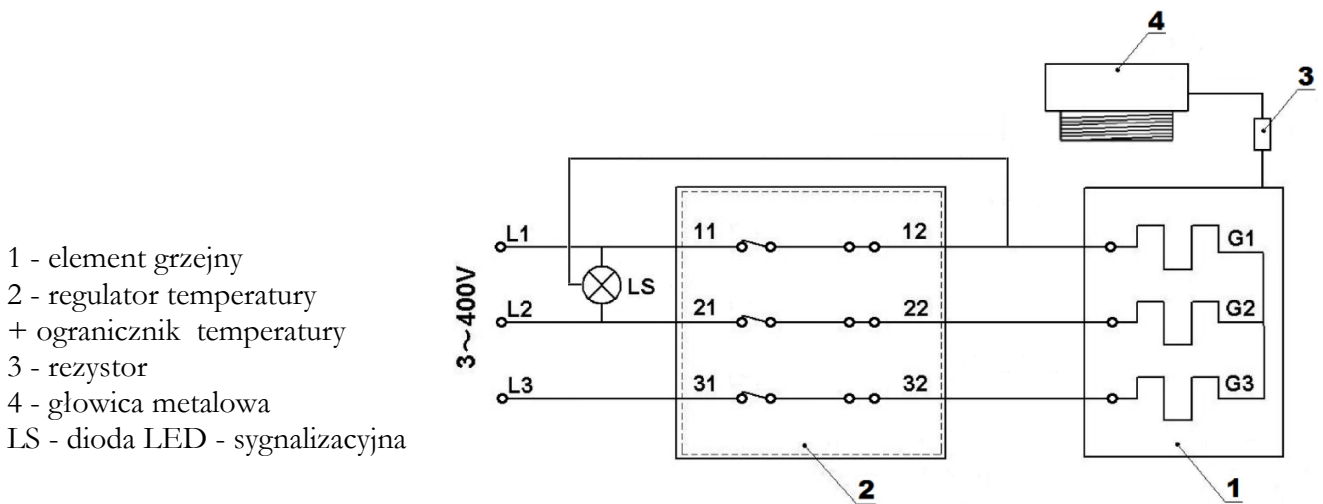 4
3
1 - element grzejny
2 - regulator temperatury
+ ogranicznik temperatury
3 - rezystor
4 - głowica metalowa
LS - dioda LED - sygnalizacyjna
3~400V
L1 11 12 G1
LS
L2 21 22 G2
L3 31 32 G3
2
1